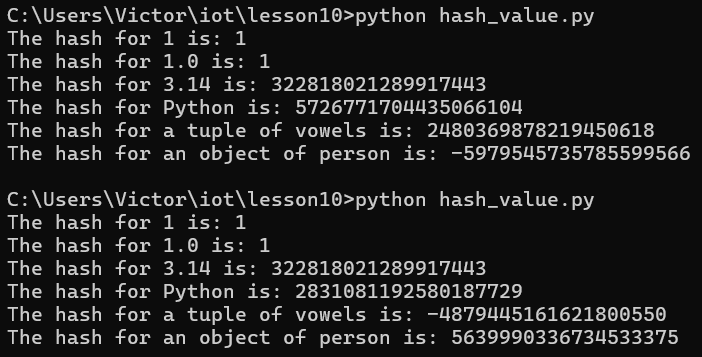 C:\Users\Victor\iot\lesson10>python hash_value.py
The hash for 1 is: 1
The hash for 1.0 is: 1
The hash for 3.14 is: 322818021289917443
The hash for Python is: 5726771704435066104
The hash for a tuple of vowels is: 2480369878219450618
The hash for an object of person is: -5979545735785599566
C:\Users\Victor\iot\lesson10>python hash_value.py
The hash for 1 is: 1
The hash for 1.0 is: 1
The hash for 3.14 is: 322818021289917443
The hash for Python is: 2831081192580187729
The hash for a tuple of vowels is: -4879445161621800550
The hash for an object of person is: 5639990336734533375